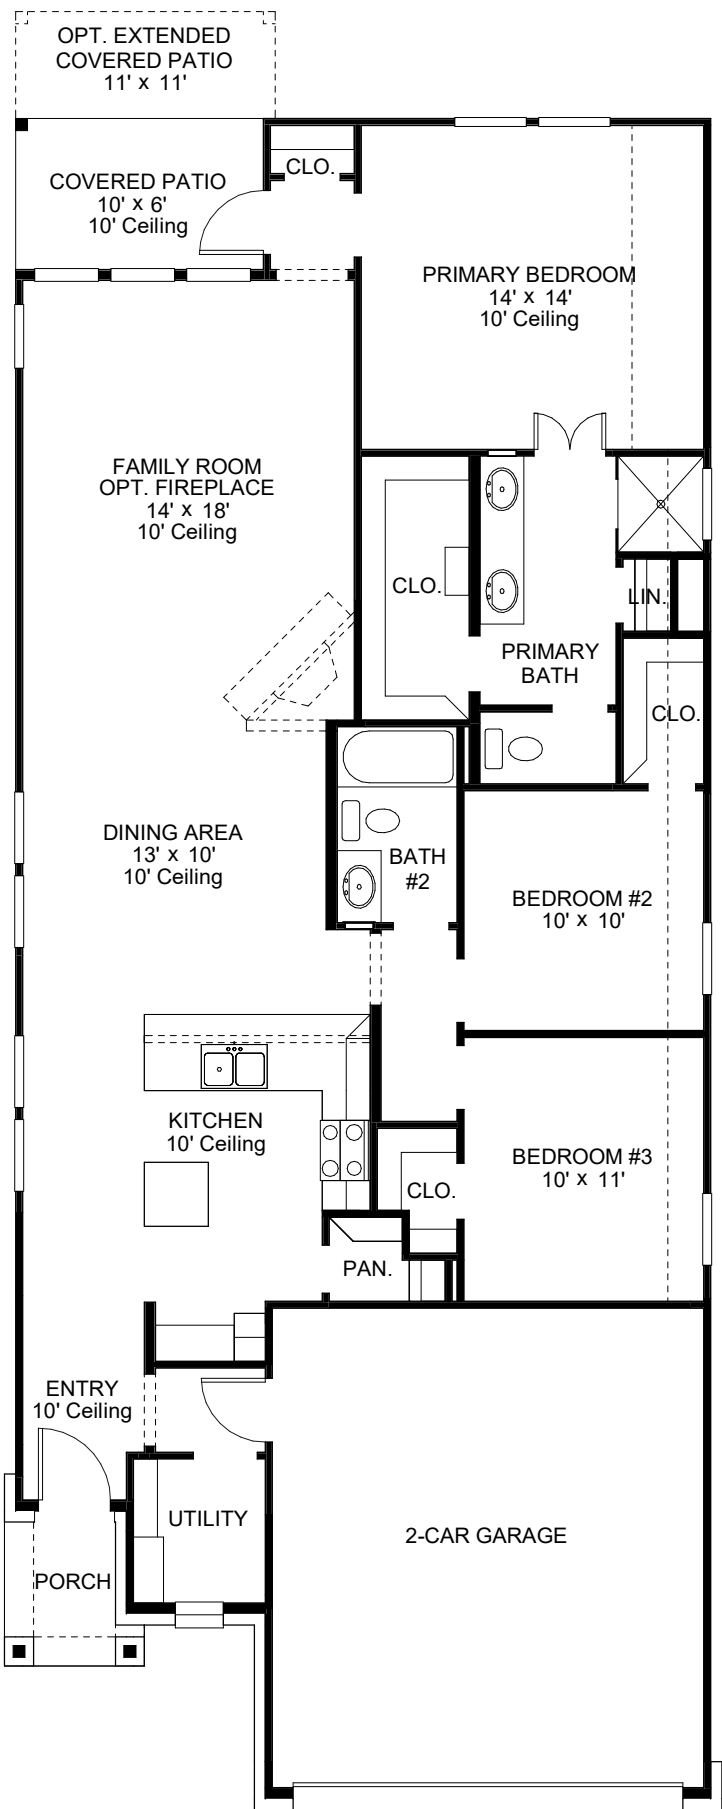 OPT. EXTENDED
COVERED PATIO
11' x 11'
CLO.
COVERED PATIO
10' x 6'
10' Ceiling
PRIMARY BEDROOM
14' x 14'
10' Ceiling
FAMILY ROOM
OPT. FIREPLACE
14' x 18'
10' Ceiling
CLO.
LIN.
PRIMARY
BATH
CLO.
DINING AREA
13' x 10'
10' Ceiling
BATH
#2
BEDROOM #2
10' x 10'
KITCHEN
10' Ceiling
BEDROOM #3
10' x 11'
CLO.
PAN.
ENTRY
10' Ceiling
UTILITY
2-CAR GARAGE
PORCH